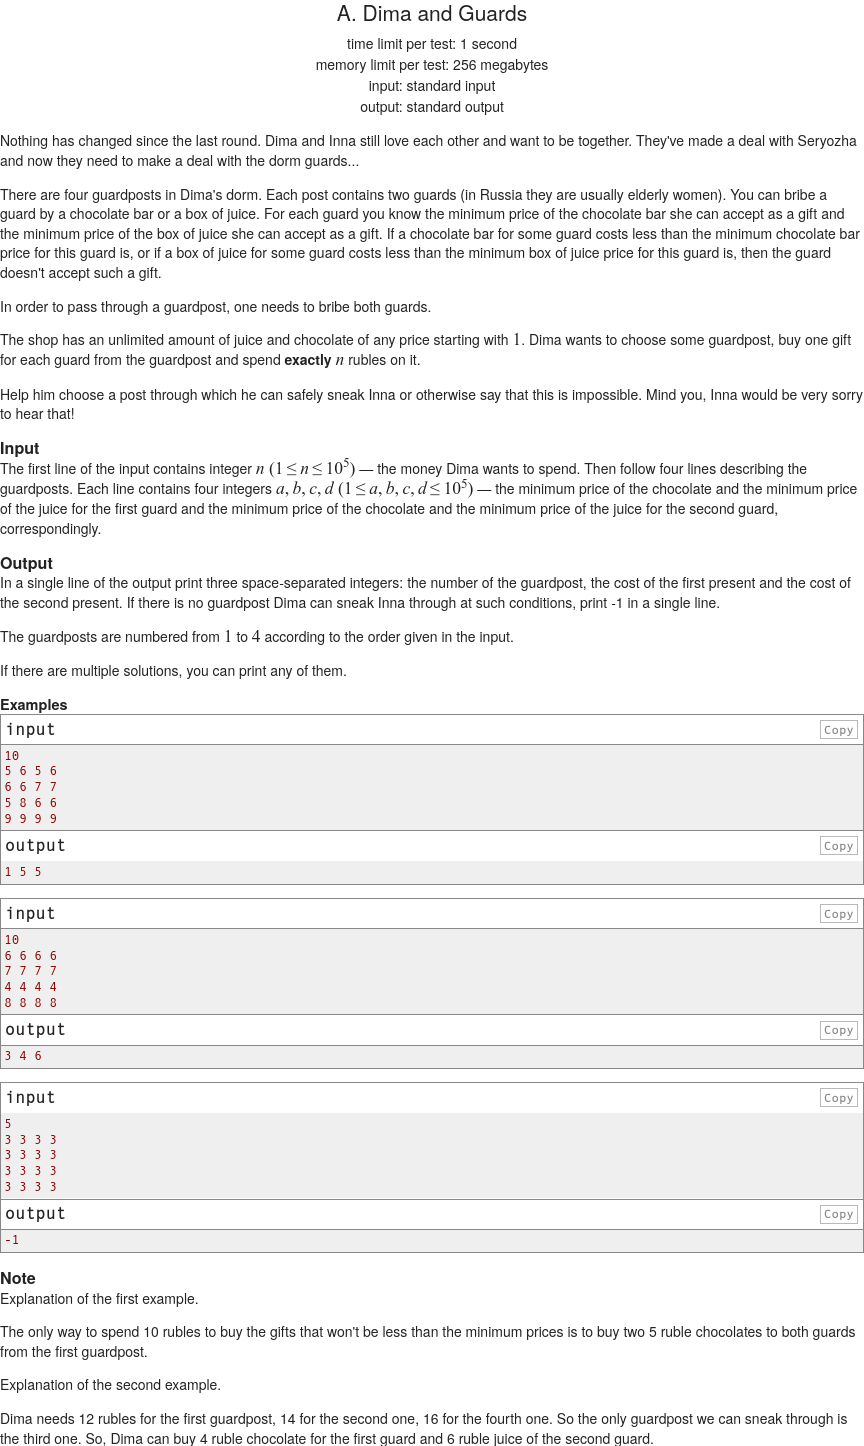 A. Dima and Guards
time limit per test: 1 second
memory limit per test: 256 megabytes
input: standard input
output: standard output
Nothing has changed since the last round. Dima and Inna still love each other and want to be together. They've made a deal with Seryozha
and now they need to make a deal with the dorm guards...
There are four guardposts in Dima's dorm. Each post contains two guards (in Russia they are usually elderly women). You can bribe a
guard by a chocolate bar or a box of juice. For each guard you know the minimum price of the chocolate bar she can accept as a gift and
the minimum price of the box of juice she can accept as a gift. If a chocolate bar for some guard costs less than the minimum chocolate bar
price for this guard is, or if a box of juice for some guard costs less than the minimum box of juice price for this guard is, then the guard
doesn't accept such a gift.
In order to pass through a guardpost, one needs to bribe both guards.
The shop has an unlimited amount of juice and chocolate of any price starting with 1. Dima wants to choose some guardpost, buy one gift
for each guard from the guardpost and spend exactly n rubles on it.
Help him choose a post through which he can safely sneak Inna or otherwise say that this is impossible. Mind you, Inna would be very sorry
to hear that!
Input
The first line of the input contains integer n (1 ≤ n ≤ 10^5) — the money Dima wants to spend. Then follow four lines describing the
guardposts. Each line contains four integers a, b, c, d (1 ≤ a, b, c, d ≤ 10^5) — the minimum price of the chocolate and the minimum price
of the juice for the first guard and the minimum price of the chocolate and the minimum price of the juice for the second guard,
correspondingly.
Output
In a single line of the output print three space-separated integers: the number of the guardpost, the cost of the first present and the cost of
the second present. If there is no guardpost Dima can sneak Inna through at such conditions, print -1 in a single line.
The guardposts are numbered from 1 to 4 according to the order given in the input.
If there are multiple solutions, you can print any of them.
Examples
input Copy
10
5 6 5 6
6 6 7 7
5 8 6 6
9 9 9 9
output Copy
1 5 5
input Copy
10
6 6 6 6
7 7 7 7
4 4 4 4
8 8 8 8
output Copy
3 4 6
input Copy
5
3 3 3 3
3 3 3 3
3 3 3 3
3 3 3 3
output Copy
-1
Note
Explanation of the first example.
The only way to spend 10 rubles to buy the gifts that won't be less than the minimum prices is to buy two 5 ruble chocolates to both guards
from the first guardpost.
Explanation of the second example.
Dima needs 12 rubles for the first guardpost, 14 for the second one, 16 for the fourth one. So the only guardpost we can sneak through is
the third one. So, Dima can buy 4 ruble chocolate for the first guard and 6 ruble juice of the second guard.